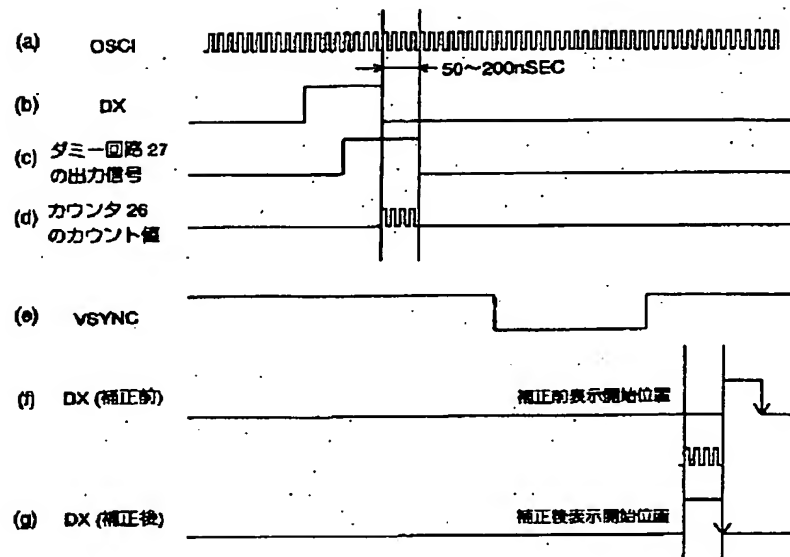 (a) OSCI
50~200nSEC
(b) DX
(c) ダミー回路 27
の出力信号
(d) カウンタ 26
のカウント値
(e) VSYNC
(f) DX (補正前) 補正前表示開始位置
(g) DX (補正後) 補正後表示開始位置